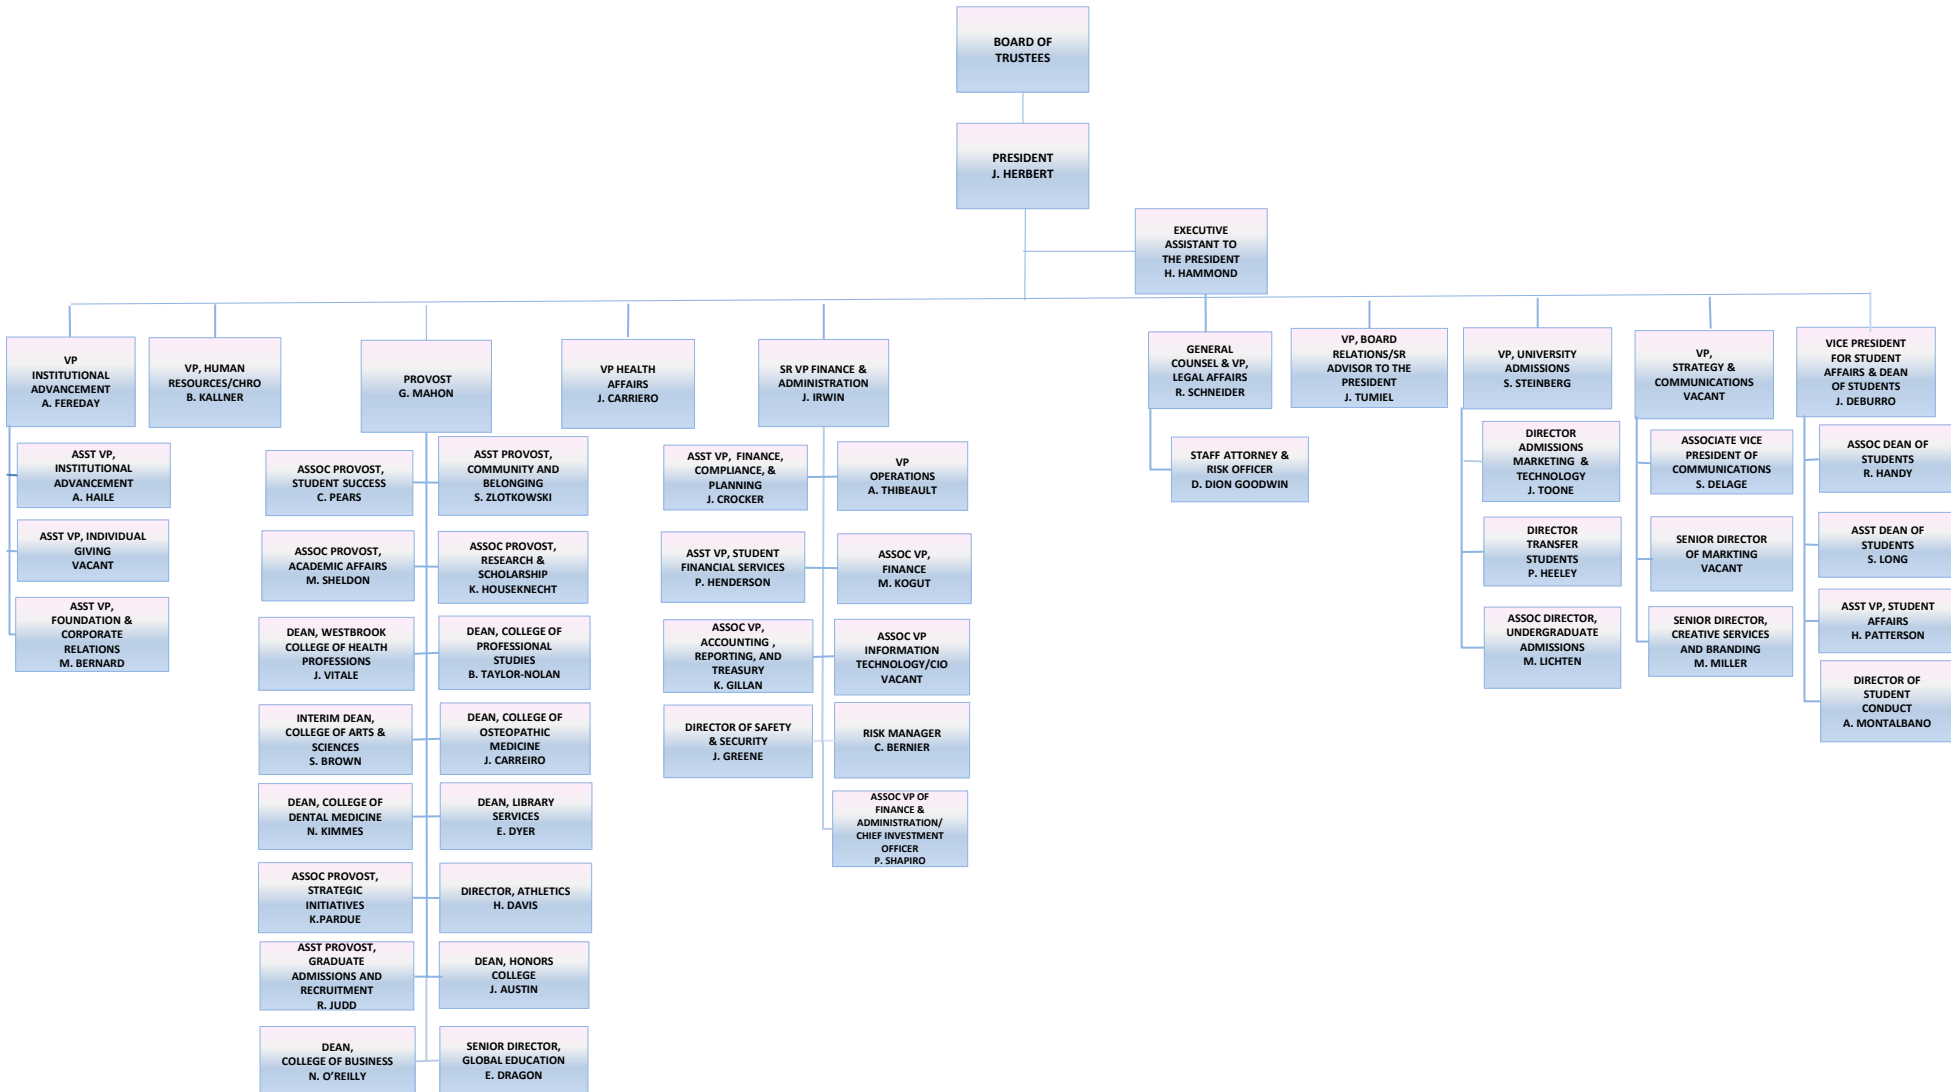 BOARD OF
TRUSTEES
PRESIDENT
J. HERBERT
EXECUTIVE
ASSISTANT TO
THE PRESIDENT
H. HAMMOND
VP
INSTITUTIONAL
ADVANCEMENT
A. FEREDAY
VP, HUMAN
RESOURCES/CHRO
B. KALLNER
PROVOST
G. MAHON
VP HEALTH
AFFAIRS
J. CARRIERO
SR VP FINANCE &
ADMINISTRATION
J. IRWIN
GENERAL
COUNSEL & VP,
LEGAL AFFAIRS
R. SCHNEIDER
VP, BOARD
RELATIONS/SR
ADVISOR TO THE
PRESIDENT
J. TUMIEL
VP, UNIVERSITY
ADMISSIONS
S. STEINBERG
VP,
STRATEGY &
COMMUNICATIONS
VACANT
VICE PRESIDENT
FOR STUDENT
AFFAIRS & DEAN
OF STUDENTS
J. DEBURRO
ASST VP,
INSTITUTIONAL
ADVANCEMENT
A. HAILE
ASST VP, INDIVIDUAL
GIVING
VACANT
ASST VP,
FOUNDATION &
CORPORATE
RELATIONS
M. BERNARD
ASSOC PROVOST,
STUDENT SUCCESS
C. PEARS
ASST PROVOST,
COMMUNITY AND
BELONGING
S. ZLOTKOWSKI
ASSOC PROVOST,
ACADEMIC AFFAIRS
M. SHELDON
ASSOC PROVOST,
RESEARCH &
SCHOLARSHIP
K. HOUSEKNECHT
DEAN, WESTBROOK
COLLEGE OF HEALTH
PROFESSIONS
J. VITALE
DEAN, COLLEGE OF
PROFESSIONAL
STUDIES
B. TAYLOR-NOLAN
INTERIM DEAN,
COLLEGE OF ARTS &
SCIENCES
S. BROWN
DEAN, COLLEGE OF
OSTEOPATHIC
MEDICINE
J. CARREIRO
DEAN, COLLEGE OF
DENTAL MEDICINE
N. KIMMES
DEAN, LIBRARY
SERVICES
E. DYER
ASSOC PROVOST,
STRATEGIC
INITIATIVES
K.PARDUE
DIRECTOR, ATHLETICS
H. DAVIS
ASST PROVOST,
GRADUATE
ADMISSIONS AND
RECRUITMENT
R. JUDD
DEAN, HONORS
COLLEGE
J. AUSTIN
DEAN,
COLLEGE OF BUSINESS
N. O'REILLY
SENIOR DIRECTOR,
GLOBAL EDUCATION
E. DRAGON
ASST VP, FINANCE,
COMPLIANCE, &
PLANNING
J. CROCKER
VP
OPERATIONS
A. THIBEAULT
ASST VP, STUDENT
FINANCIAL SERVICES
P. HENDERSON
ASSOC VP,
FINANCE
M. KOGUT
ASSOC VP,
ACCOUNTING ,
REPORTING, AND
TREASURY
K. GILLAN
ASSOC VP
INFORMATION
TECHNOLOGY/CIO
VACANT
DIRECTOR OF SAFETY
& SECURITY
J. GREENE
RISK MANAGER
C. BERNIER
ASSOC VP OF
FINANCE &
ADMINISTRATION/
CHIEF INVESTMENT
OFFICER
P. SHAPIRO
STAFF ATTORNEY &
RISK OFFICER
D. DION GOODWIN
DIRECTOR
ADMISSIONS
MARKETING &
TECHNOLOGY
J. TOONE
DIRECTOR
TRANSFER
STUDENTS
P. HEELEY
ASSOC DIRECTOR,
UNDERGRADUATE
ADMISSIONS
M. LICHTEN
ASSOCIATE VICE
PRESIDENT OF
COMMUNICATIONS
S. DELAGE
SENIOR DIRECTOR
OF MARKTING
VACANT
SENIOR DIRECTOR,
CREATIVE SERVICES
AND BRANDING
M. MILLER
ASSOC DEAN OF
STUDENTS
R. HANDY
ASST DEAN OF
STUDENTS
S. LONG
ASST VP, STUDENT
AFFAIRS
H. PATTERSON
DIRECTOR OF
STUDENT
CONDUCT
A. MONTALBANO